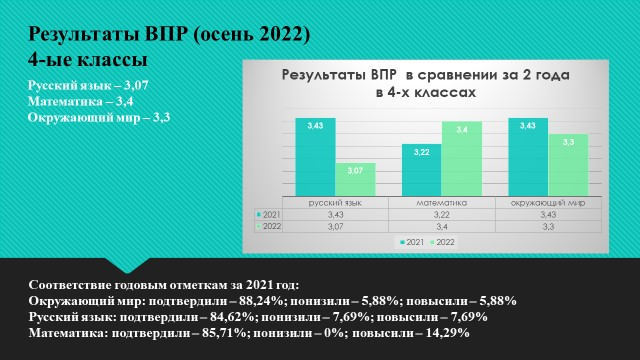 Результаты ВПР (осень 2022)
4-ые классы
Русский язык – 3,07
Математика – 3,4
Окружающий мир – 3,3
Результаты ВПР в сравнении за 2 года
в 4-х классах
3,43
3,07
3,22
3,4
3,43
3,3
русский язык математика окружающий мир
2021 3,43 3,22 3,43
2022 3,07 3,4 3,3
2021 2022
Соответствие годовым отметкам за 2021 год:
Окружающий мир: подтвердили – 88,24%; понизили – 5,88%; повысили – 5,88%
Русский язык: подтвердили – 84,62%; понизили – 7,69%; повысили – 7,69%
Математика: подтвердили – 85,71%; понизили – 0%; повысили – 14,29%